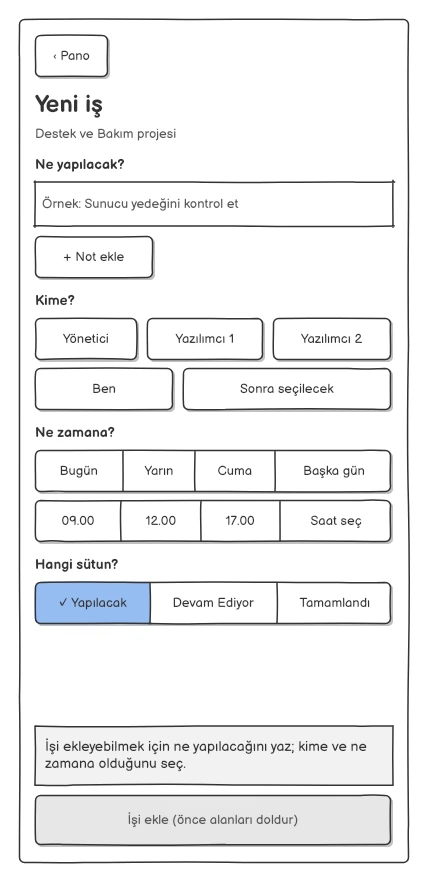 ‹ Pano
Yeni iş
Destek ve Bakım projesi
Ne yapılacak?
Örnek: Sunucu yedeğini kontrol et
+ Not ekle
Kime?
Yönetici Yazılımcı 1 Yazılımcı 2
Ben Sonra seçilecek
Ne zamana?
Bugün Yarın Cuma Başka gün
09.00 12.00 17.00 Saat seç
Hangi sütun?
✓ Yapılacak Devam Ediyor Tamamlandı
İşi ekleyebilmek için ne yapılacağını yaz; kime ve ne
zamana olduğunu seç.
İşi ekle (önce alanları doldur)